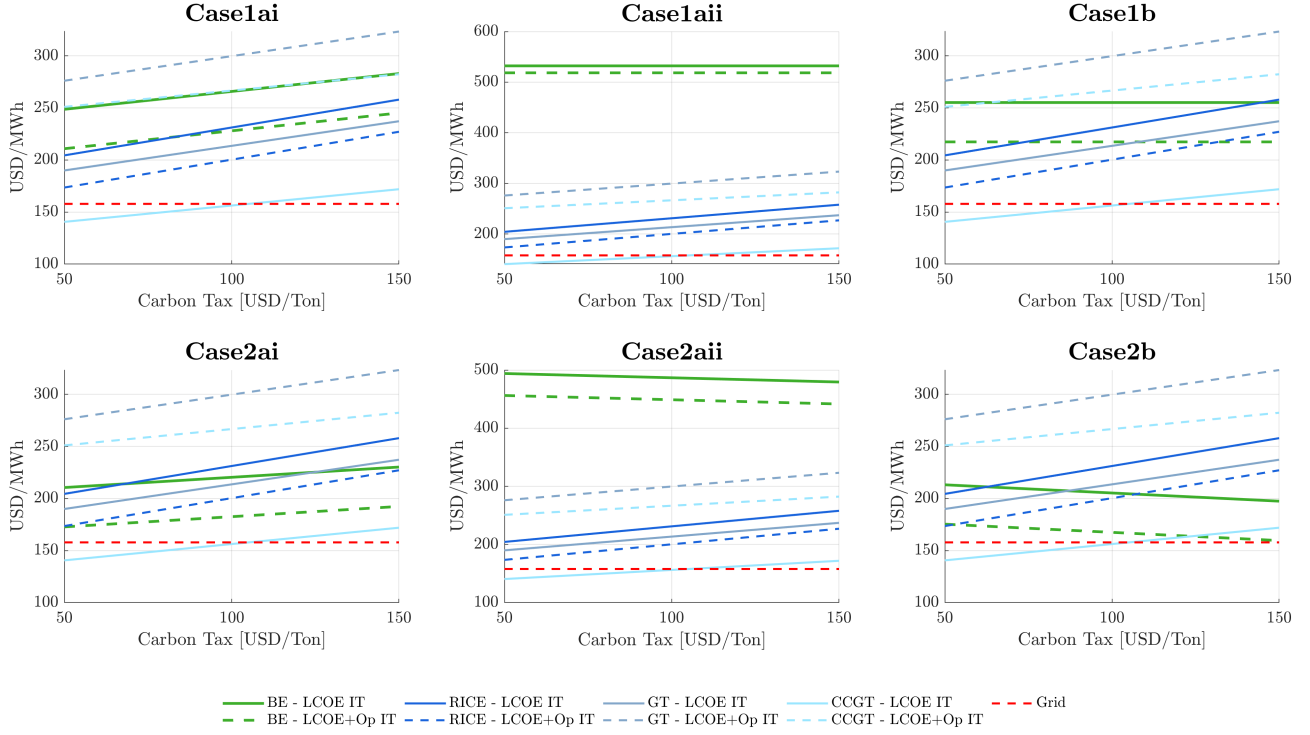 Case1ai
300
250
200
150
100
50
100
150
USD/MWh
Carbon Tax [USD/Ton]
Case1aii
600
500
400
300
200
50
100
150
USD/MWh
Carbon Tax [USD/Ton]
Case1b
300
250
200
150
100
50
100
150
USD/MWh
Carbon Tax [USD/Ton]
Case2ai
300
250
200
150
100
50
100
150
USD/MWh
Carbon Tax [USD/Ton]
Case2aii
500
400
300
200
100
50
100
150
USD/MWh
Carbon Tax [USD/Ton]
Case2b
300
250
200
150
100
50
100
150
USD/MWh
Carbon Tax [USD/Ton]
BE - LCOE IT
BE - LCOE+Op IT
RICE - LCOE IT
RICE - LCOE+Op IT
GT - LCOE IT
GT - LCOE+Op IT
CCGT - LCOE IT
CCGT - LCOE+Op IT
Grid